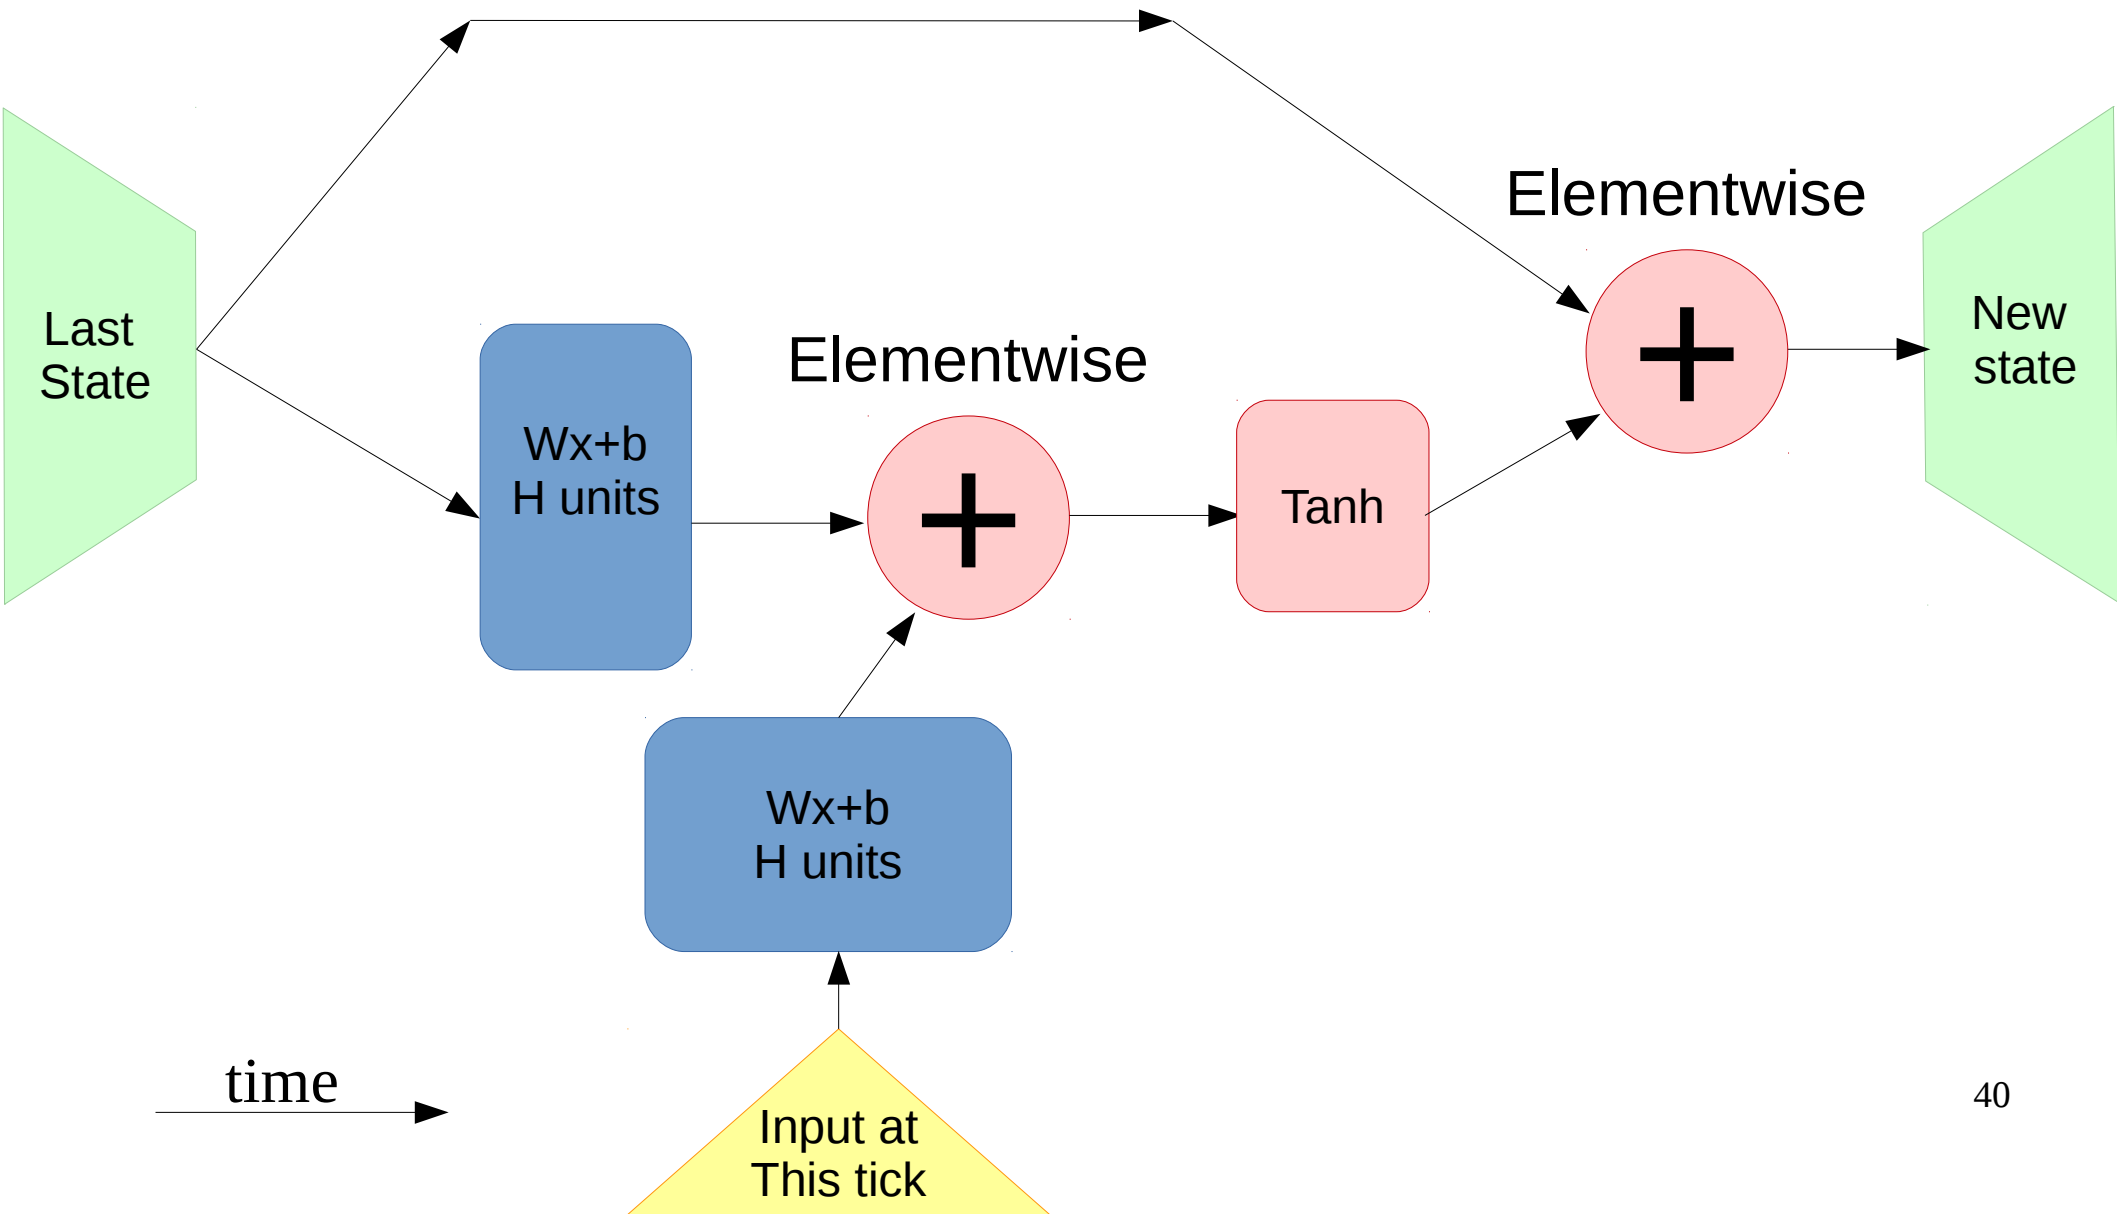 Elementwise
Last
State
New
state
Elementwise
Wx+b
H units
+
+
Tanh
Wx+b
H units
time
Input at
This tick
40